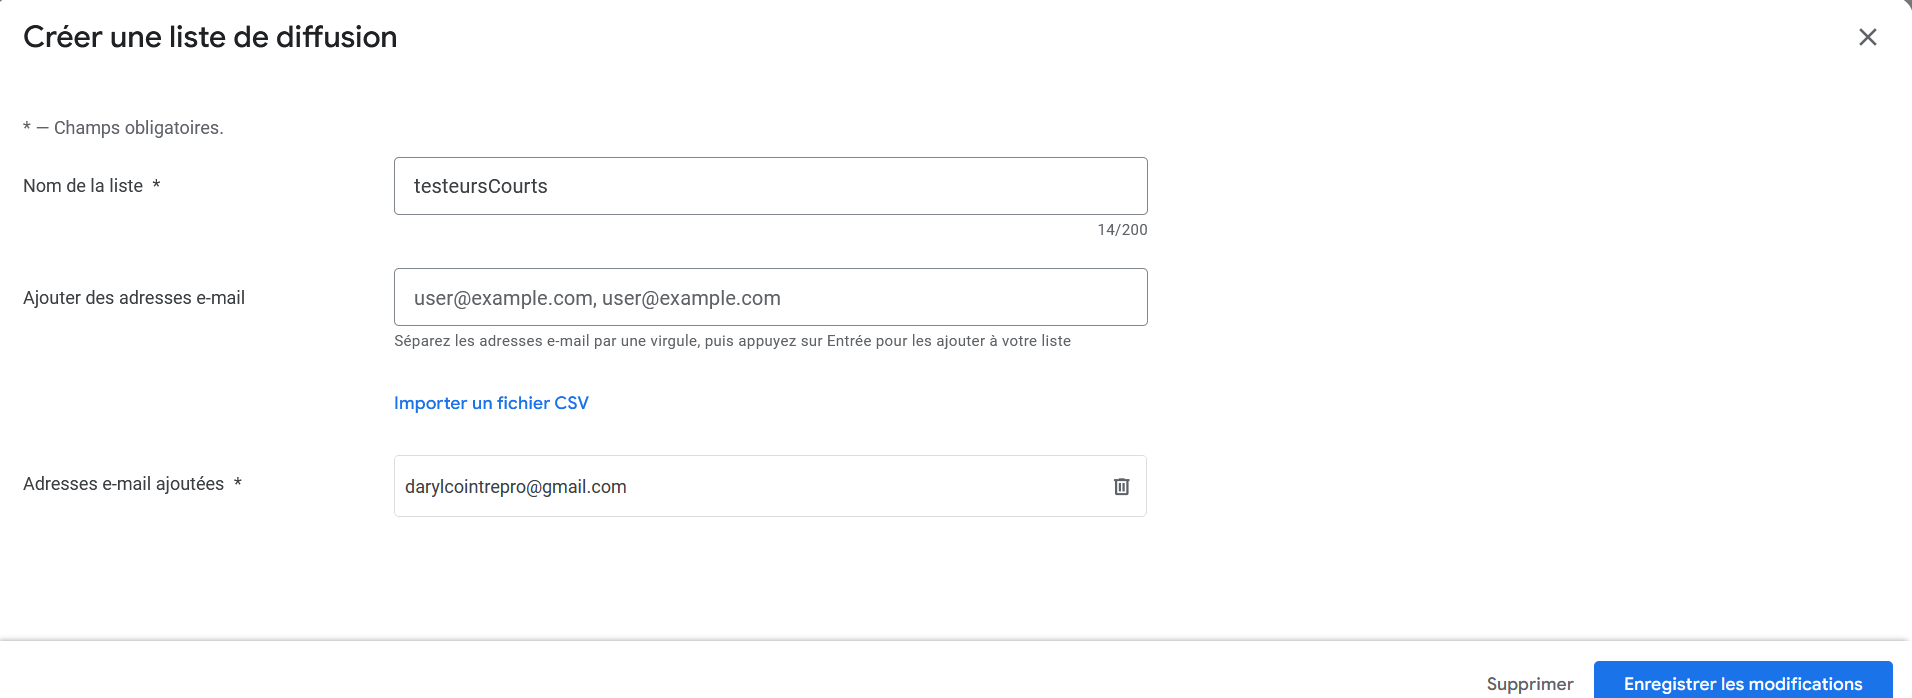 Créer une liste de diffusion
* — Champs obligatoires.
Nom de la liste *
testeursCourts
14/200
Ajouter des adresses e-mail
user@example.com, user@example.com
Séparez les adresses e-mail par une virgule, puis appuyez sur Entrée pour les ajouter à votre liste
Importer un fichier CSV
Adresses e-mail ajoutées *
darylcointrepro@gmail.com
Supprimer
Enregistrer les modifications